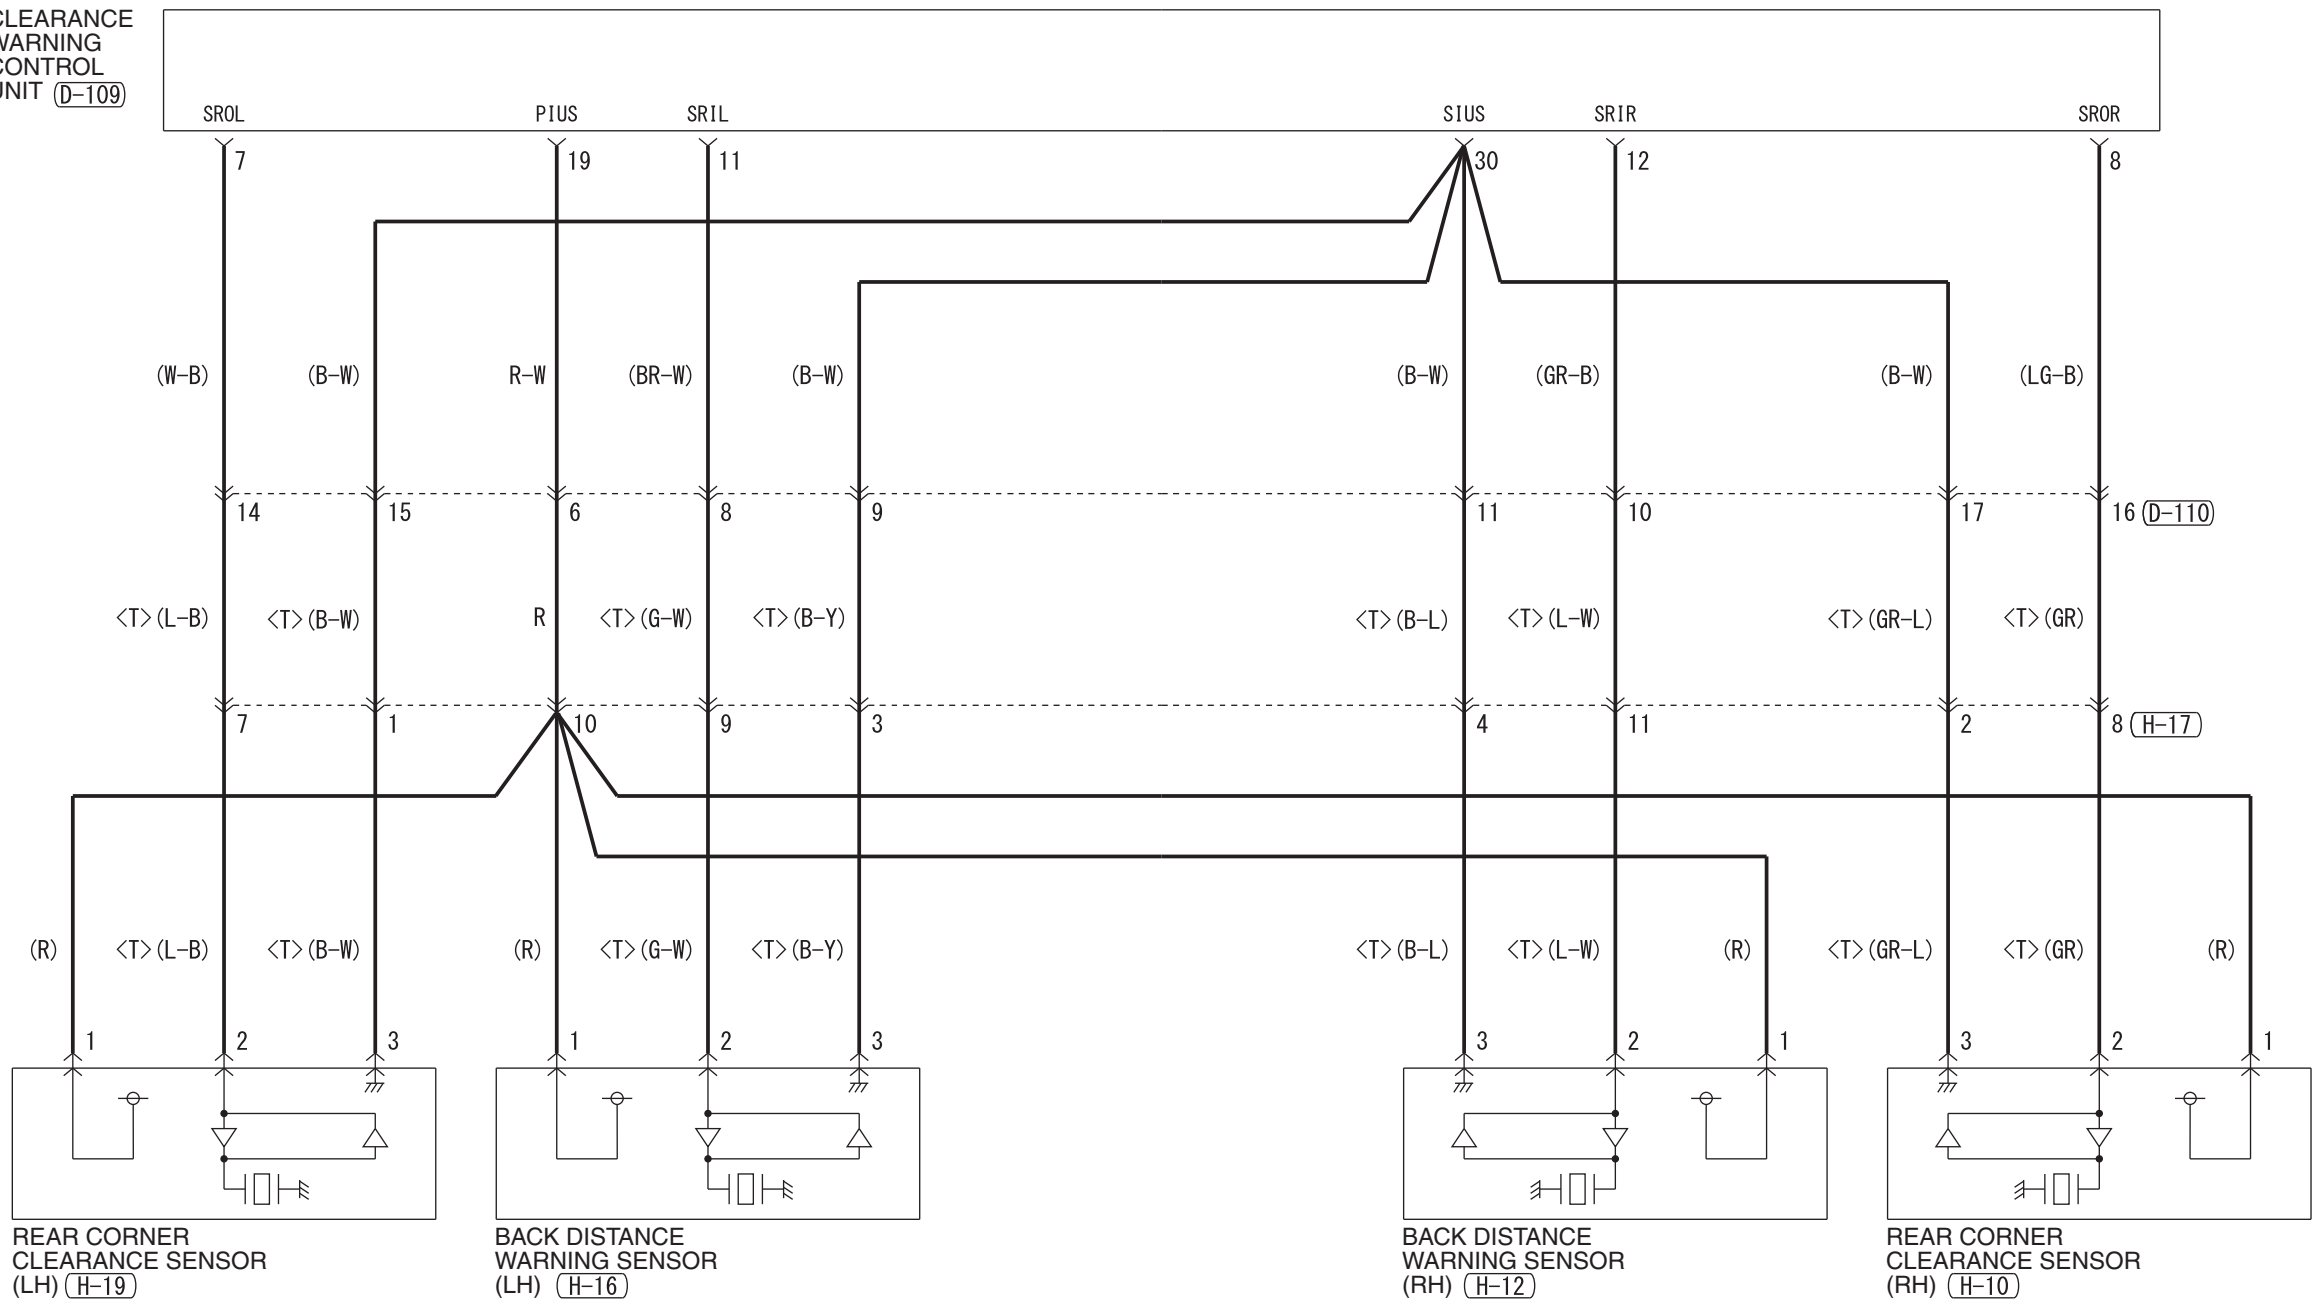 CLEARANCE
WARNING
CONTROL
UNIT (D-109)
SROL PIUS SRIL SIUS SRIR SROR
7 19 11 30 12 8
(W-B) (B-W) R-W (BR-W) (B-W) (B-W) (GR-B) (B-W) (LG-B)
14 15 6 8 9 11 10 17 16 (D-110)
<T>(L-B) <T>(B-W) R <T>(G-W) <T>(B-Y) <T>(B-L) <T>(L-W) <T>(GR-L) <T>(GR)
7 1 10 9 3 4 11 2 8 (H-17)
(R) <T>(L-B) <T>(B-W) (R) <T>(G-W) <T>(B-Y) <T>(B-L) <T>(L-W) (R) <T>(GR-L) <T>(GR) (R)
1 2 3 1 2 3 3 2 1 3 2 1
REAR CORNER
CLEARANCE SENSOR
(LH) (H-19)
BACK DISTANCE
WARNING SENSOR
(LH) (H-16)
BACK DISTANCE
WARNING SENSOR
(RH) (H-12)
REAR CORNER
CLEARANCE SENSOR
(RH) (H-10)